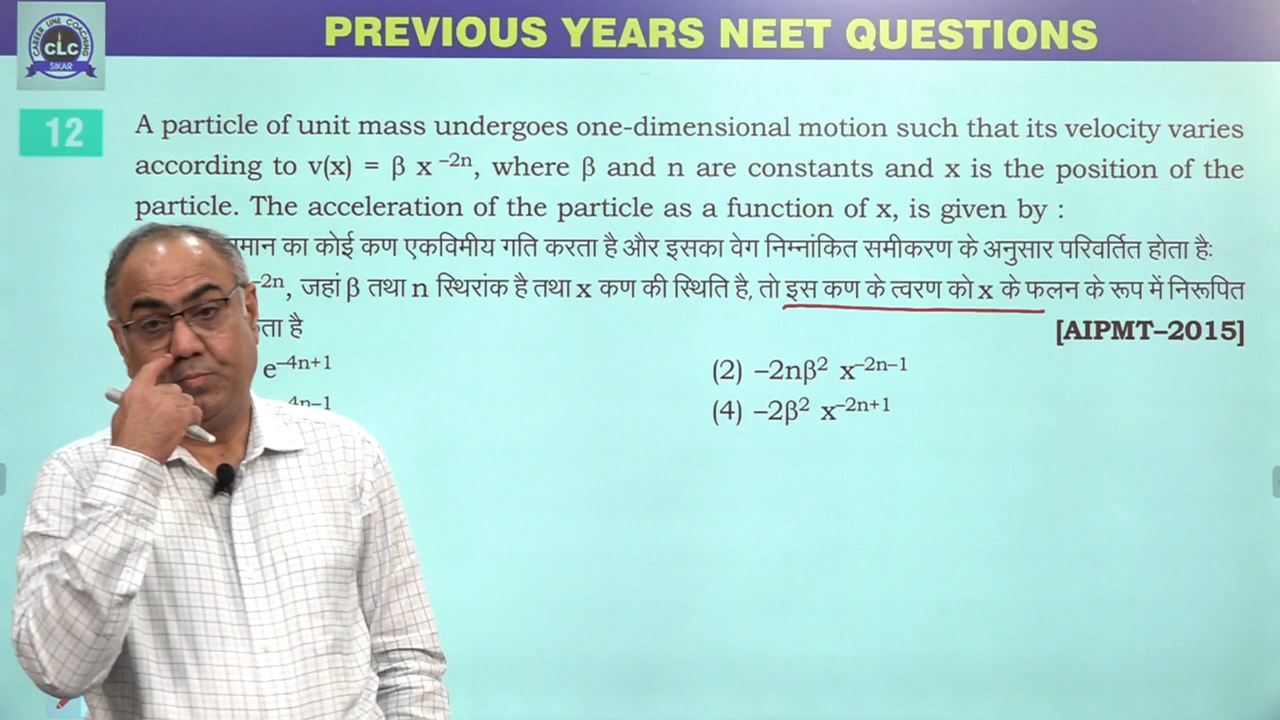 PREVIOUS YEARS NEET QUESTIONS
CAREER LINE COACHING
CLC
SIKAR
12
A particle of unit mass undergoes one-dimensional motion such that its velocity varies
according to v(x) = β x⁻²ⁿ, where β and n are constants and x is the position of the
particle. The acceleration of the particle as a function of x, is given by :
का कोई कण एकविमीय गति करता है और इसका वेग निम्नांकित समीकरण के अनुसार परिवर्तित होता हैः
⁻²ⁿ, जहां β तथा n स्थिरांक है तथा x कण की स्थिति है, तो इस कण के त्वरण को x के फलन के रूप में निरूपित
है
[AIPMT–2015]
e⁻⁴ⁿ⁺¹
(2) –2nβ² x⁻²ⁿ⁻¹
⁴ⁿ⁻¹
(4) –2β² x⁻²ⁿ⁺¹